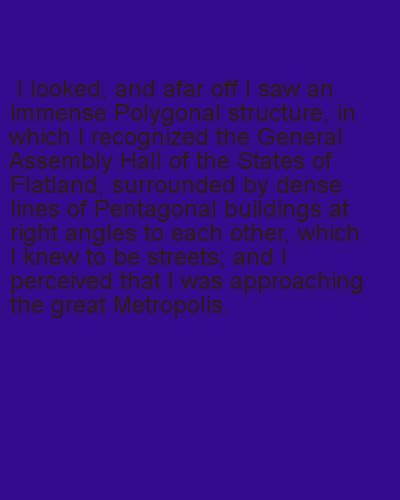 I looked, and afar off I saw an
immense Polygonal structure, in
which I recognized the General
Assembly Hall of the States of
Flatland, surrounded by dense
lines of Pentagonal buildings at
right angles to each other, which
I knew to be streets; and I
perceived that I was approaching
the great Metropolis.